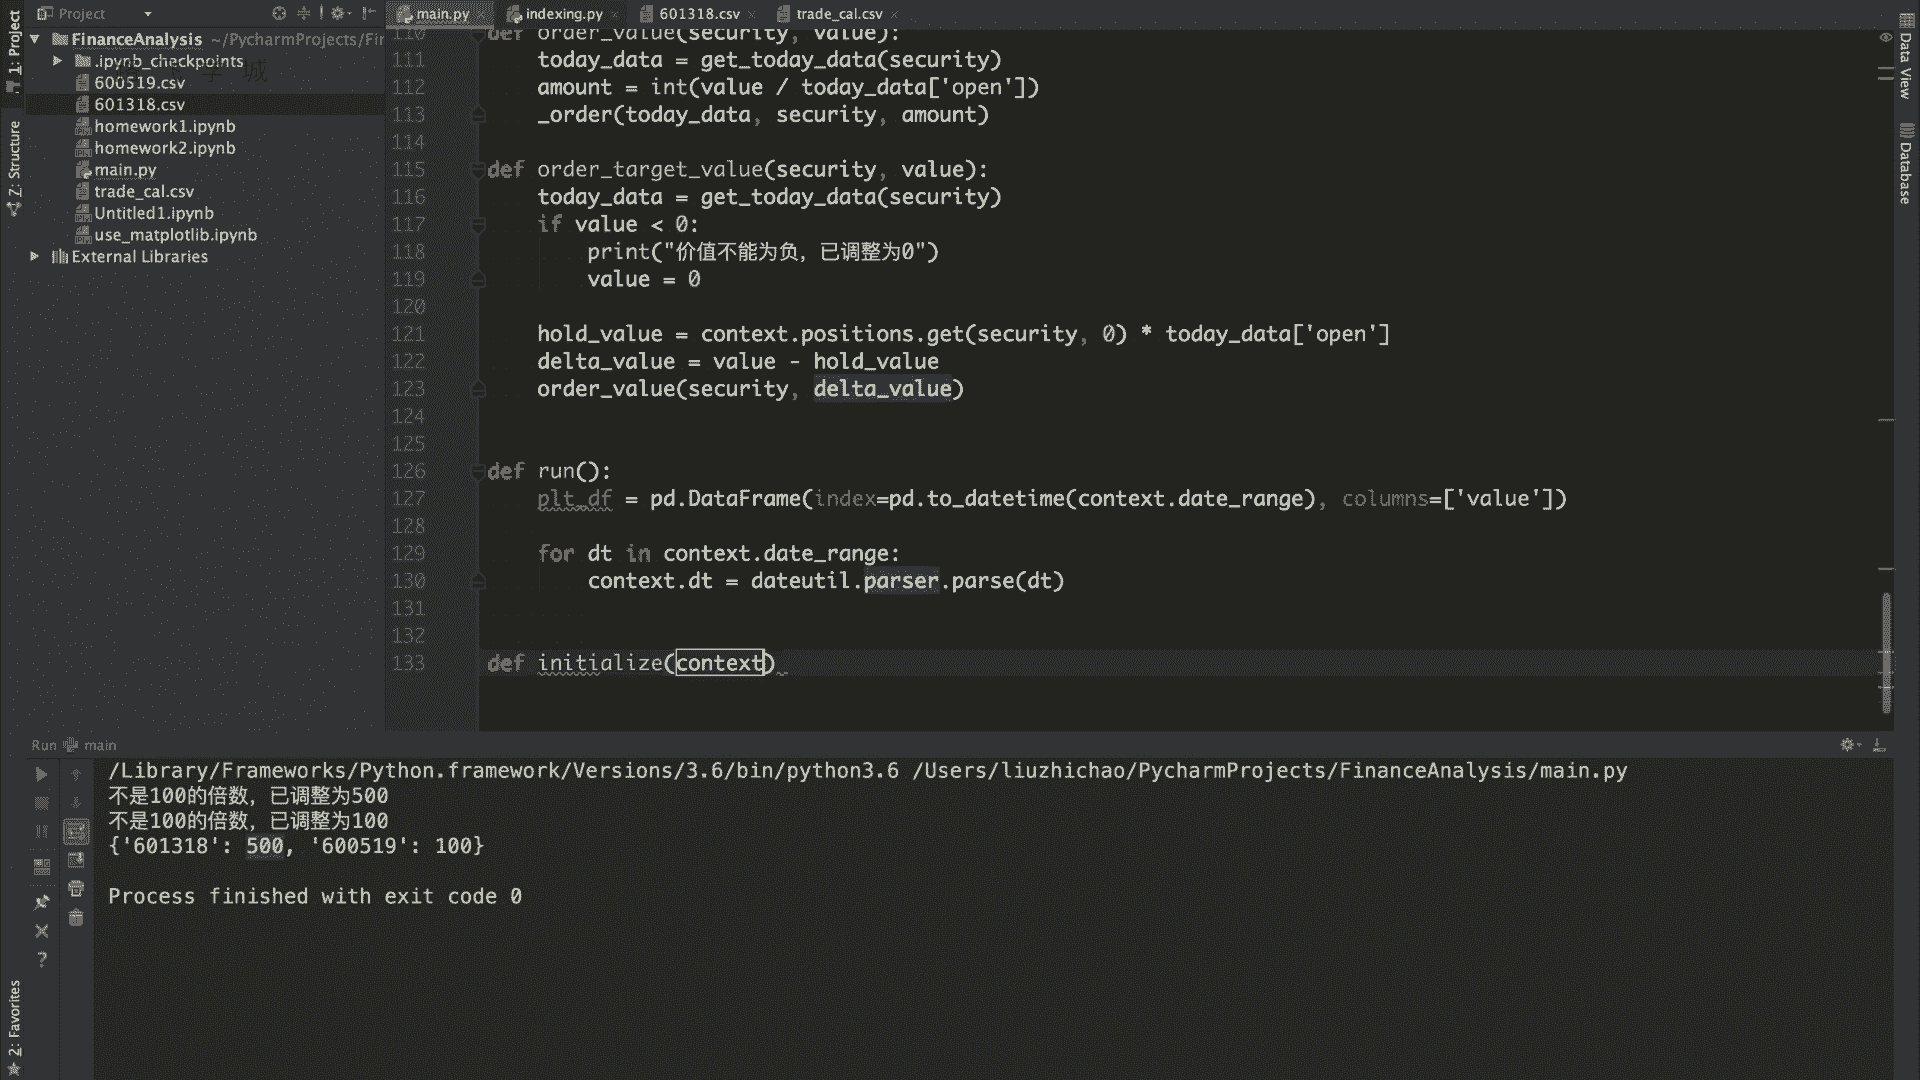 Project
main.py
indexing.py
601318.csv
trade_cal.csv
1: Project
Z: Structure
2: Favorites
Data View
Database
FinanceAnalysis ~/PycharmProjects/Fir
.ipynb_checkpoints
600519.csv
601318.csv
homework1.ipynb
homework2.ipynb
main.py
trade_cal.csv
Untitled1.ipynb
use_matplotlib.ipynb
External Libraries
110 def order_value(security, value):
111     today_data = get_today_data(security)
112     amount = int(value / today_data['open'])
113     _order(today_data, security, amount)
114
115 def order_target_value(security, value):
116     today_data = get_today_data(security)
117     if value < 0:
118         print("价值不能为负，已调整为0")
119         value = 0
120
121     hold_value = context.positions.get(security, 0) * today_data['open']
122     delta_value = value - hold_value
123     order_value(security, delta_value)
124
125
126 def run():
127     plt_df = pd.DataFrame(index=pd.to_datetime(context.date_range), columns=['value'])
128
129     for dt in context.date_range:
130         context.dt = dateutil.parser.parse(dt)
131
132
133 def initialize(context)
Run main
/Library/Frameworks/Python.framework/Versions/3.6/bin/python3.6 /Users/liuzhichao/PycharmProjects/FinanceAnalysis/main.py
不是100的倍数，已调整为500
不是100的倍数，已调整为100
{'601318': 500, '600519': 100}
Process finished with exit code 0